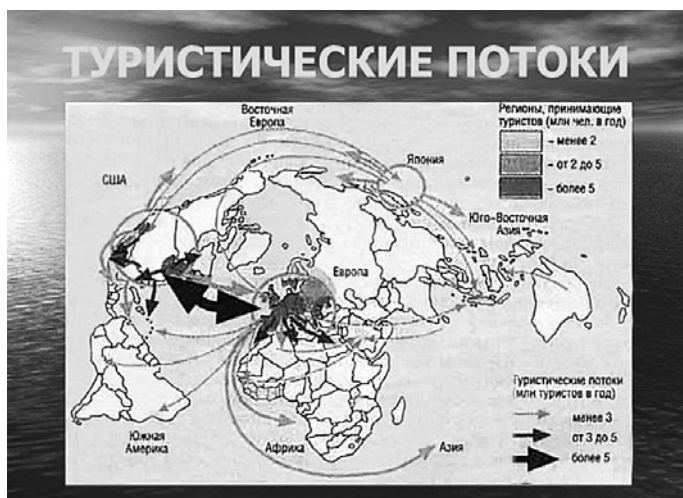 ТУРИСТИЧЕСКИЕ ПОТОКИ
Восточная
Европа
Регионы, принимающие
туристов (млн чел. в год)
- менее 2
- от 2 до 5
- более 5
Япония
США
Юго-Восточная
Азия
Европа
Туристические потоки
(млн туристов в год)
менее 3
от 3 до 5
более 5
Южная
Америка
Африка
Азия